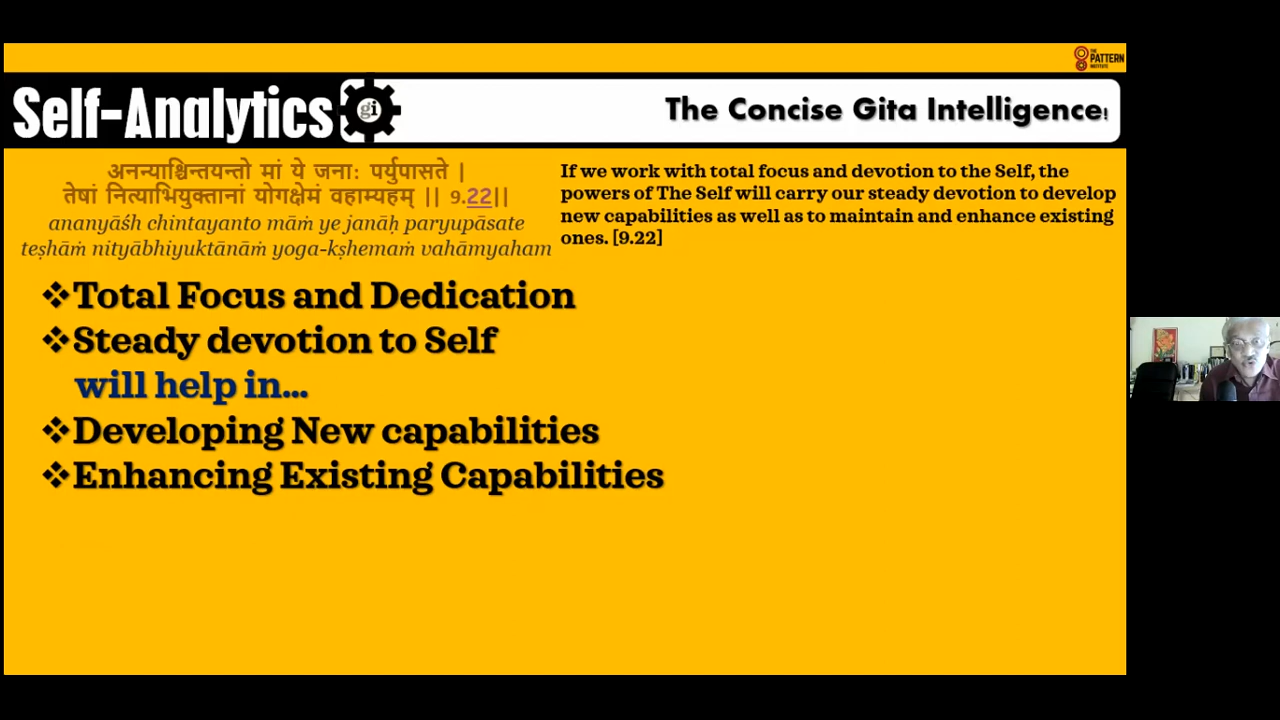 THE
PATTERN
INSTITUTE
Self-Analytics
gi
The Concise Gita Intelligence!
अनन्याश्चिन्तयन्तो मां ये जनाः पर्युपासते |
तेषां नित्याभियुक्तानां योगक्षेमं वहाम्यहम् || 9.22||
ananyāśh chintayanto māṁ ye janāḥ paryupāsate
teṣhāṁ nityābhiyuktānāṁ yoga-kṣhemaṁ vahāmyaham
If we work with total focus and devotion to the Self, the
powers of The Self will carry our steady devotion to develop
new capabilities as well as to maintain and enhance existing
ones. [9.22]
❖Total Focus and Dedication
❖Steady devotion to Self
will help in...
❖Developing New capabilities
❖Enhancing Existing Capabilities